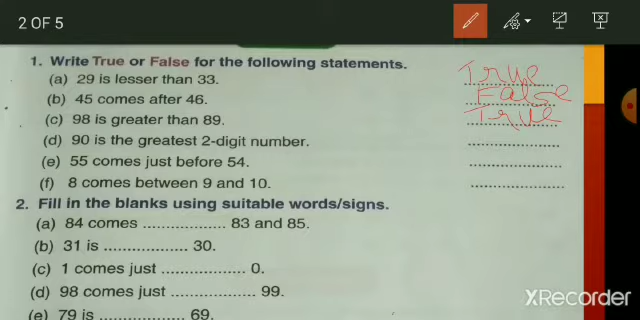 2 OF 5
1. Write True or False for the following statements.
(a) 29 is lesser than 33. True
(b) 45 comes after 46. False
(c) 98 is greater than 89. True
(d) 90 is the greatest 2-digit number. ....................
(e) 55 comes just before 54. ....................
(f) 8 comes between 9 and 10. ....................
2. Fill in the blanks using suitable words/signs.
(a) 84 comes ................ 83 and 85.
(b) 31 is ................ 30.
(c) 1 comes just ................ 0.
(d) 98 comes just ................ 99.
(e) 79 is ................ 69.
XRecorder